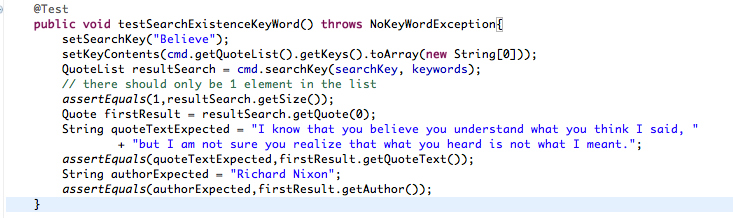 @Test
public void testSearchExistenceKeyWord() throws NoKeyWordException{
setSearchKey("Believe");
setKeyContents(cmd.getQuoteList().getKeys().toArray(new String[0]));
QuoteList resultSearch = cmd.searchKey(searchKey, keywords);
// there should only be 1 element in the list
assertEquals(1,resultSearch.getSize());
Quote firstResult = resultSearch.getQuote(0);
String quoteTextExpected = "I know that you believe you understand what you think I said, "
+ "but I am not sure you realize that what you heard is not what I meant.";
assertEquals(quoteTextExpected,firstResult.getQuoteText());
String authorExpected = "Richard Nixon";
assertEquals(authorExpected,firstResult.getAuthor());
}